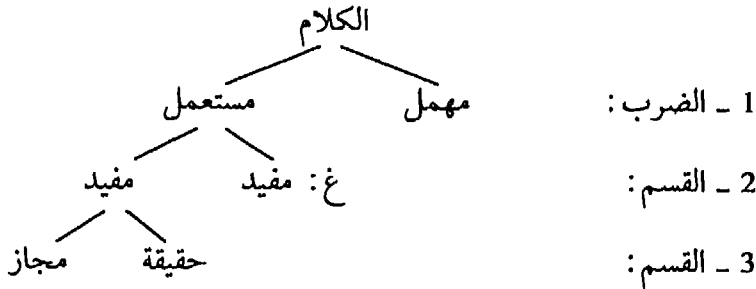 الكلام
1 ـ الضرب : مهمل مستعمل
2 ـ القسم : غ : مفيد مفيد
3 ـ القسم : حقيقة مجاز